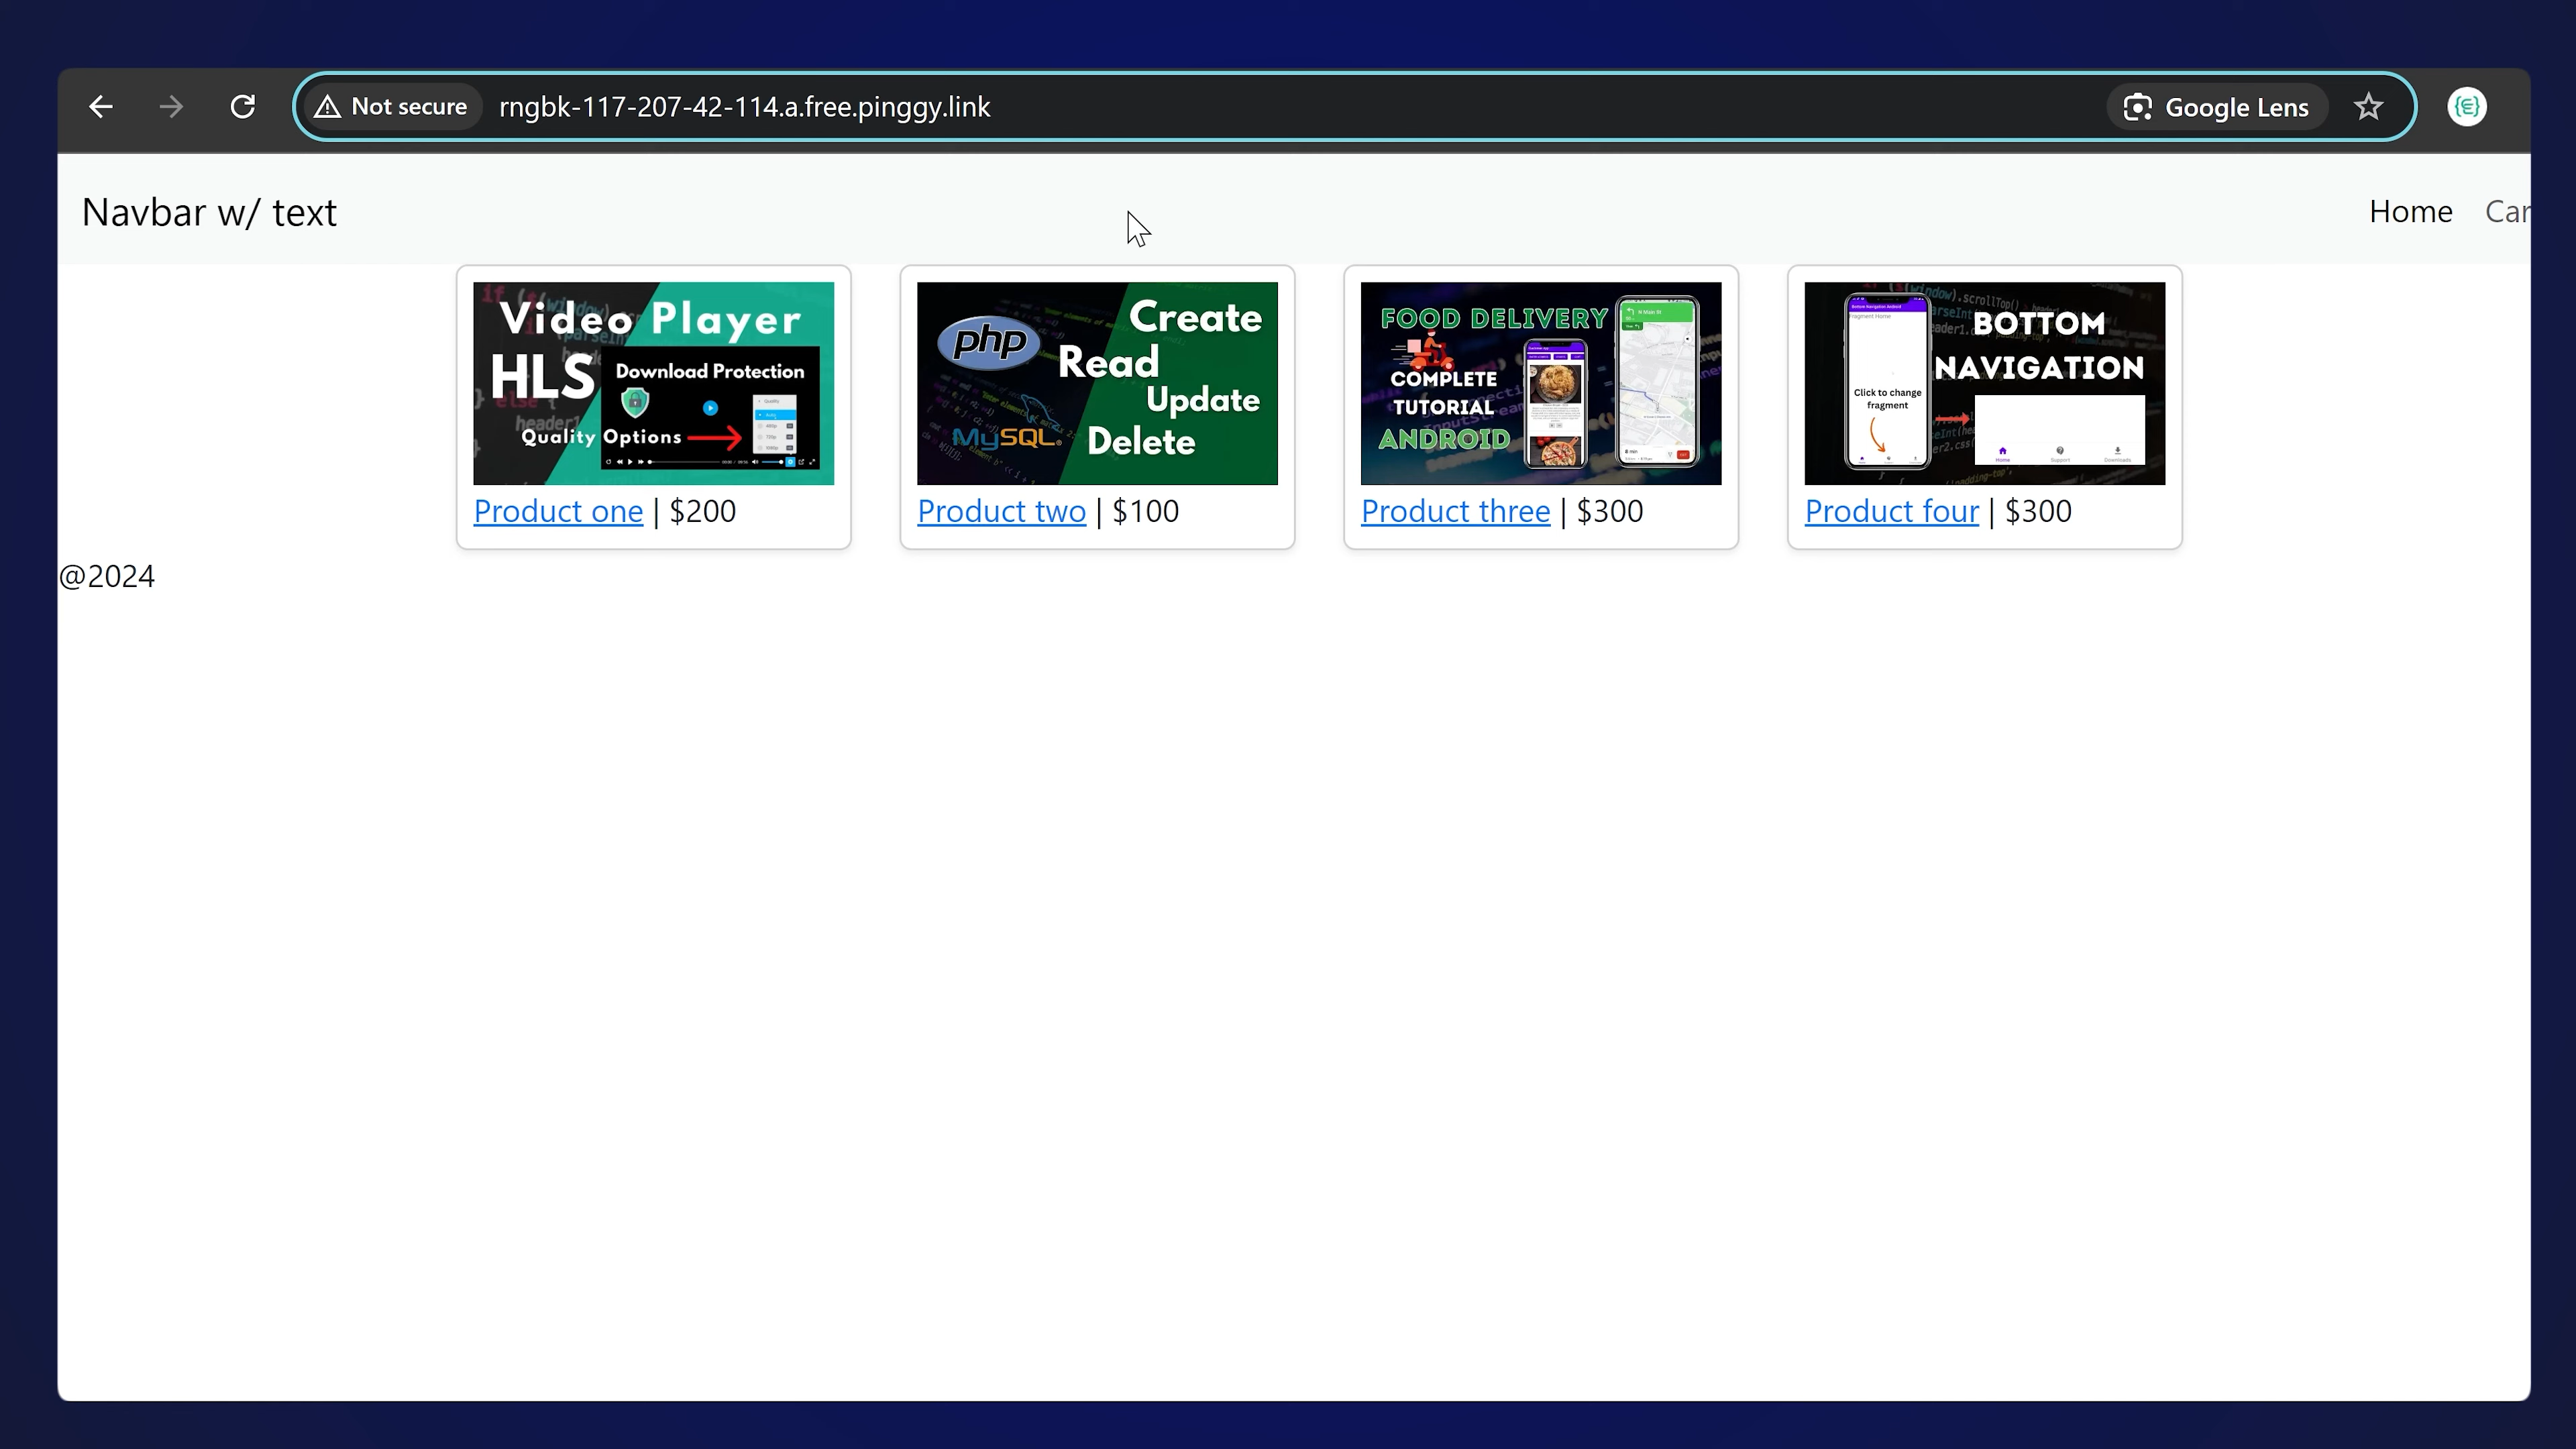 Not secure rngbk-117-207-42-114.a.free.pinggy.link Google Lens
Navbar w/ text Home Car
Video Player
HLS
Download Protection
Quality Options
php
MySQL
Create
Read
Update
Delete
FOOD DELIVERY
COMPLETE
TUTORIAL
ANDROID
BOTTOM
NAVIGATION
Click to change
fragment
Product one | $200
Product two | $100
Product three | $300
Product four | $300
@2024